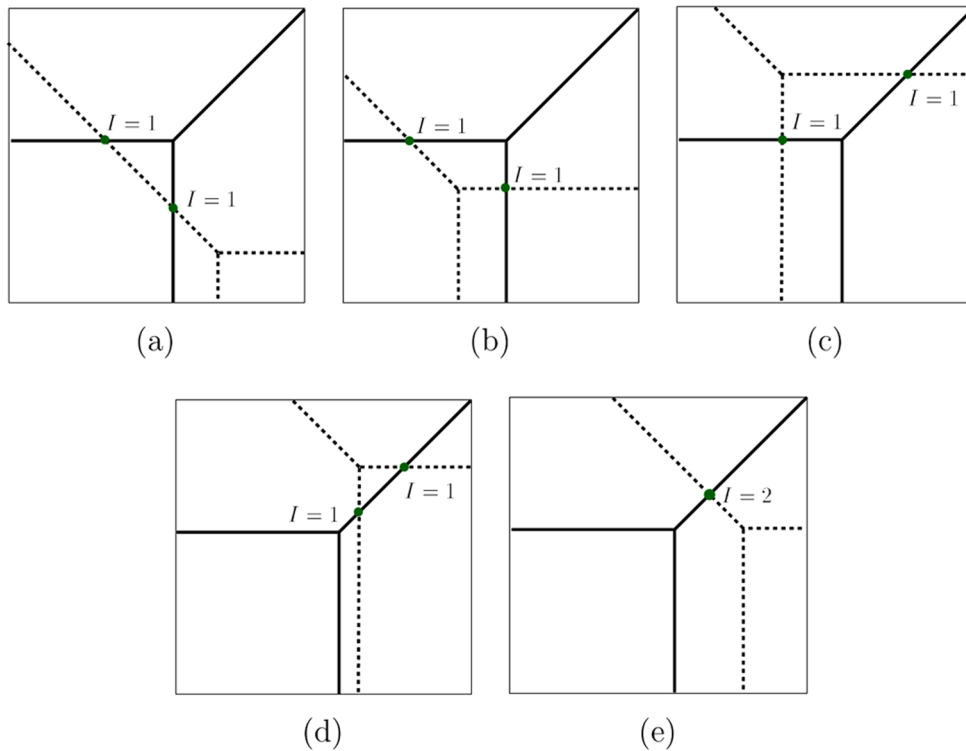 I = 1
I = 1
I = 1
I = 1
I = 1
I = 1
(a)
(b)
(c)
I = 1
I = 1
I = 2
(d)
(e)